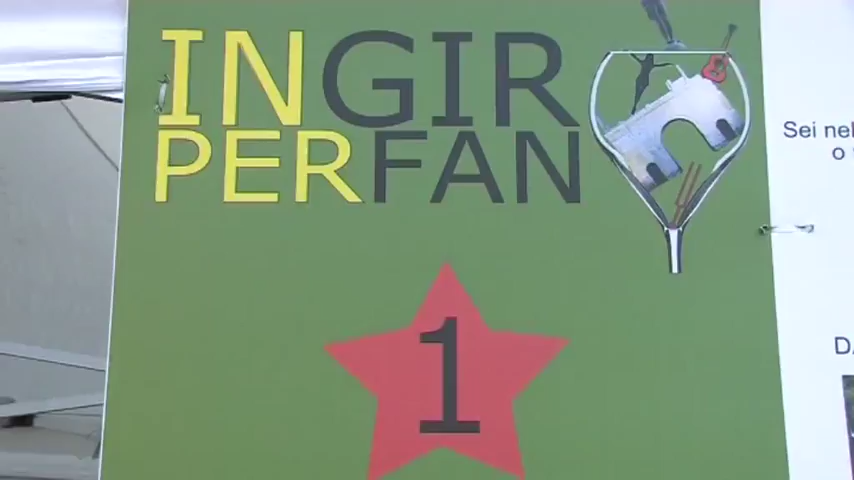 INGIR
PERFAN
1
Sei nel
o
D